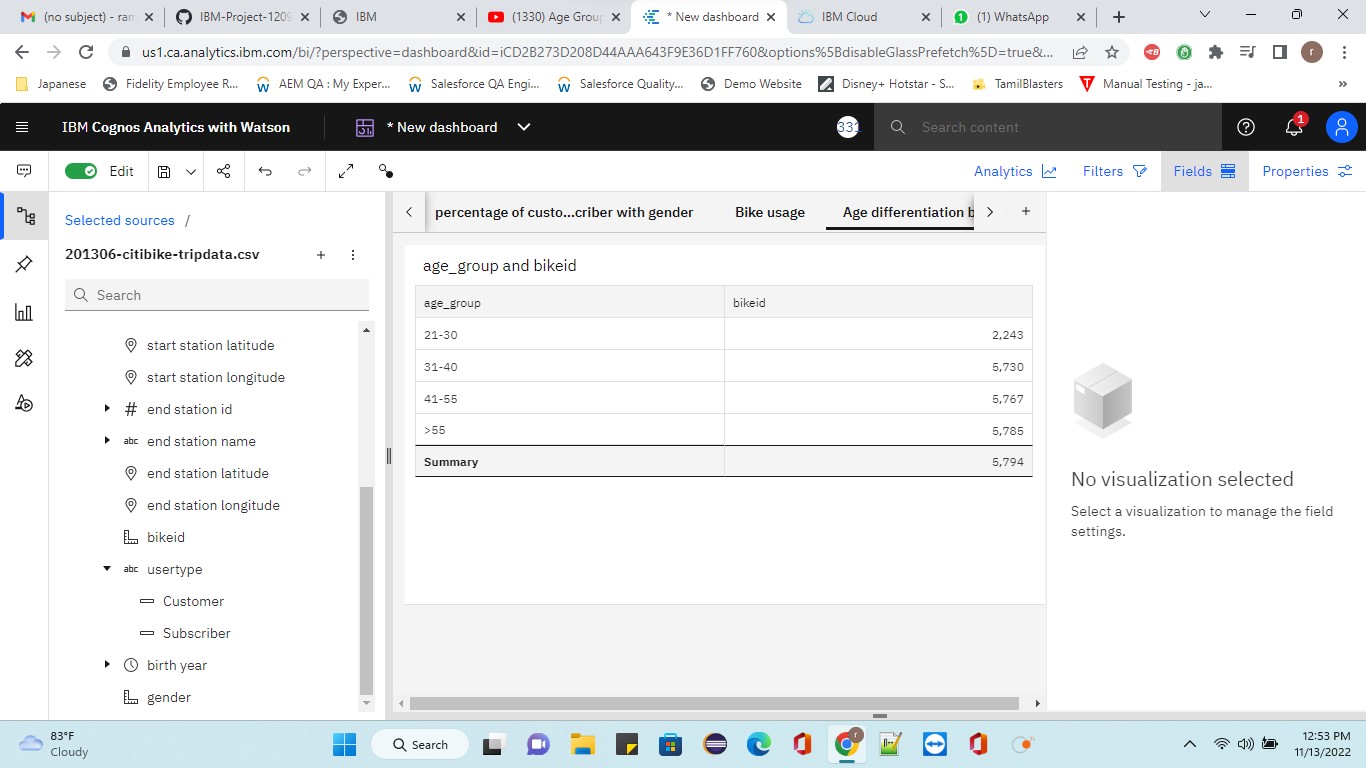 (no subject) - ran
IBM-Project-1209
IBM
(1330) Age Group
* New dashboard
IBM Cloud
(1) WhatsApp
us1.ca.analytics.ibm.com/bi/?perspective=dashboard&id=iCD2B273D208D44AAA643F9E36D1FF760&options%5BdisableGlassPrefetch%5D=true&...
r
Japanese
Fidelity Employee R...
AEM QA : My Exper...
Salesforce QA Engi...
Salesforce Quality...
Demo Website
Disney+ Hotstar - S...
TamilBlasters
Manual Testing - ja...
IBM Cognos Analytics with Watson
* New dashboard
331
Search content
1
Edit
Analytics
Filters
Fields
Properties
Selected sources /
percentage of custo...criber with gender
Bike usage
Age differentiation b
201306-citibike-tripdata.csv
Search
start station latitude
start station longitude
# end station id
abc end station name
end station latitude
end station longitude
bikeid
abc usertype
Customer
Subscriber
birth year
gender
age_group and bikeid
age_group bikeid
21-30 2,243
31-40 5,730
41-55 5,767
>55 5,785
Summary 5,794
No visualization selected
Select a visualization to manage the field
settings.
83°F
Cloudy
Search
12:53 PM
11/13/2022